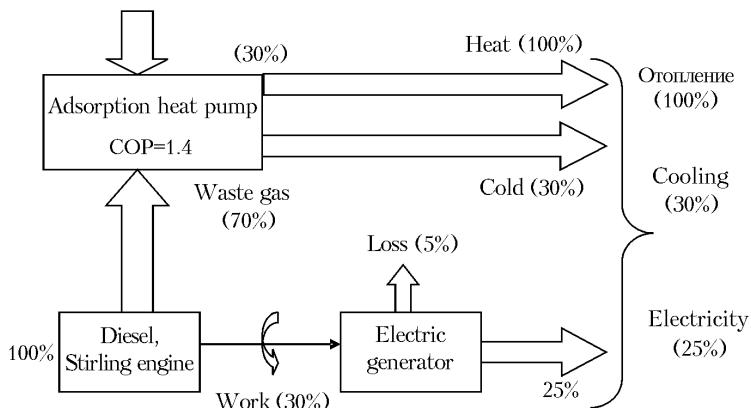 (30%)
Heat (100%)
Отопление
(100%)
Adsorption heat pump
COP=1.4
Waste gas
(70%)
Cold (30%)
Cooling
(30%)
Loss (5%)
100%
Diesel,
Stirling engine
Electric
generator
Electricity
(25%)
Work (30%)
25%